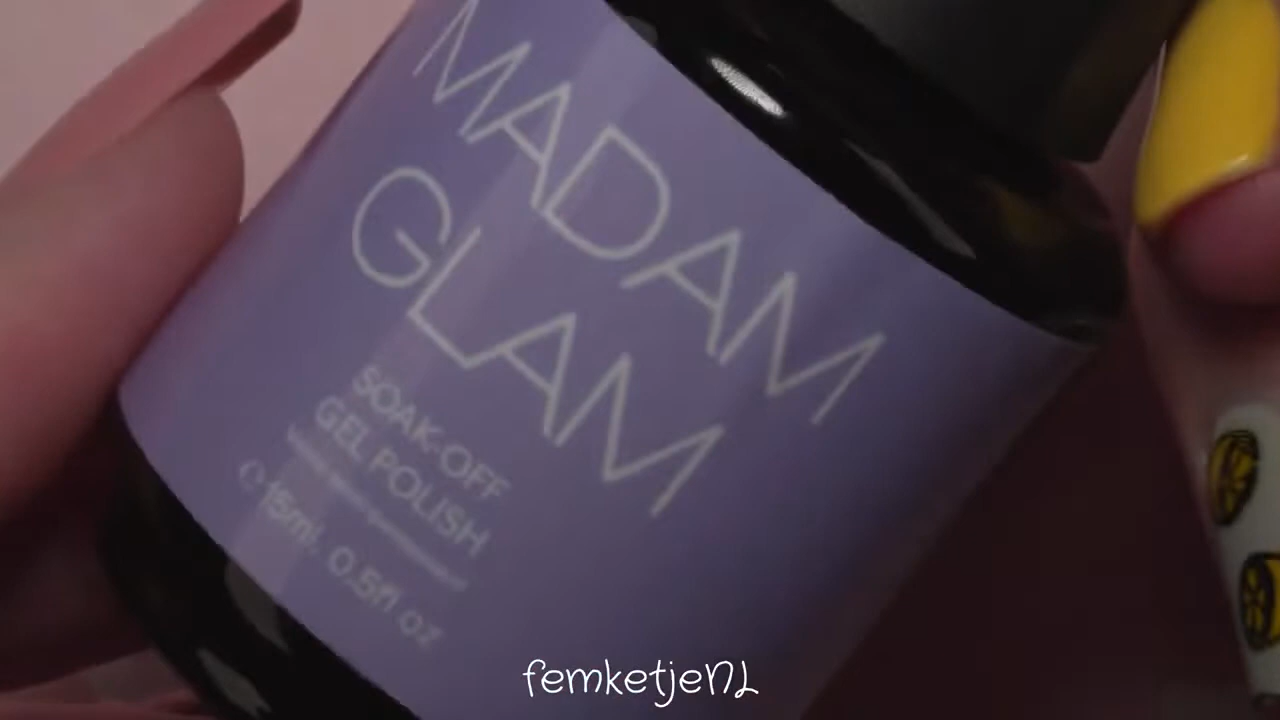 MADAM
GLAM
SOAK-OFF
GEL POLISH
e 15ml. 0.5fl oz
femketjeNL